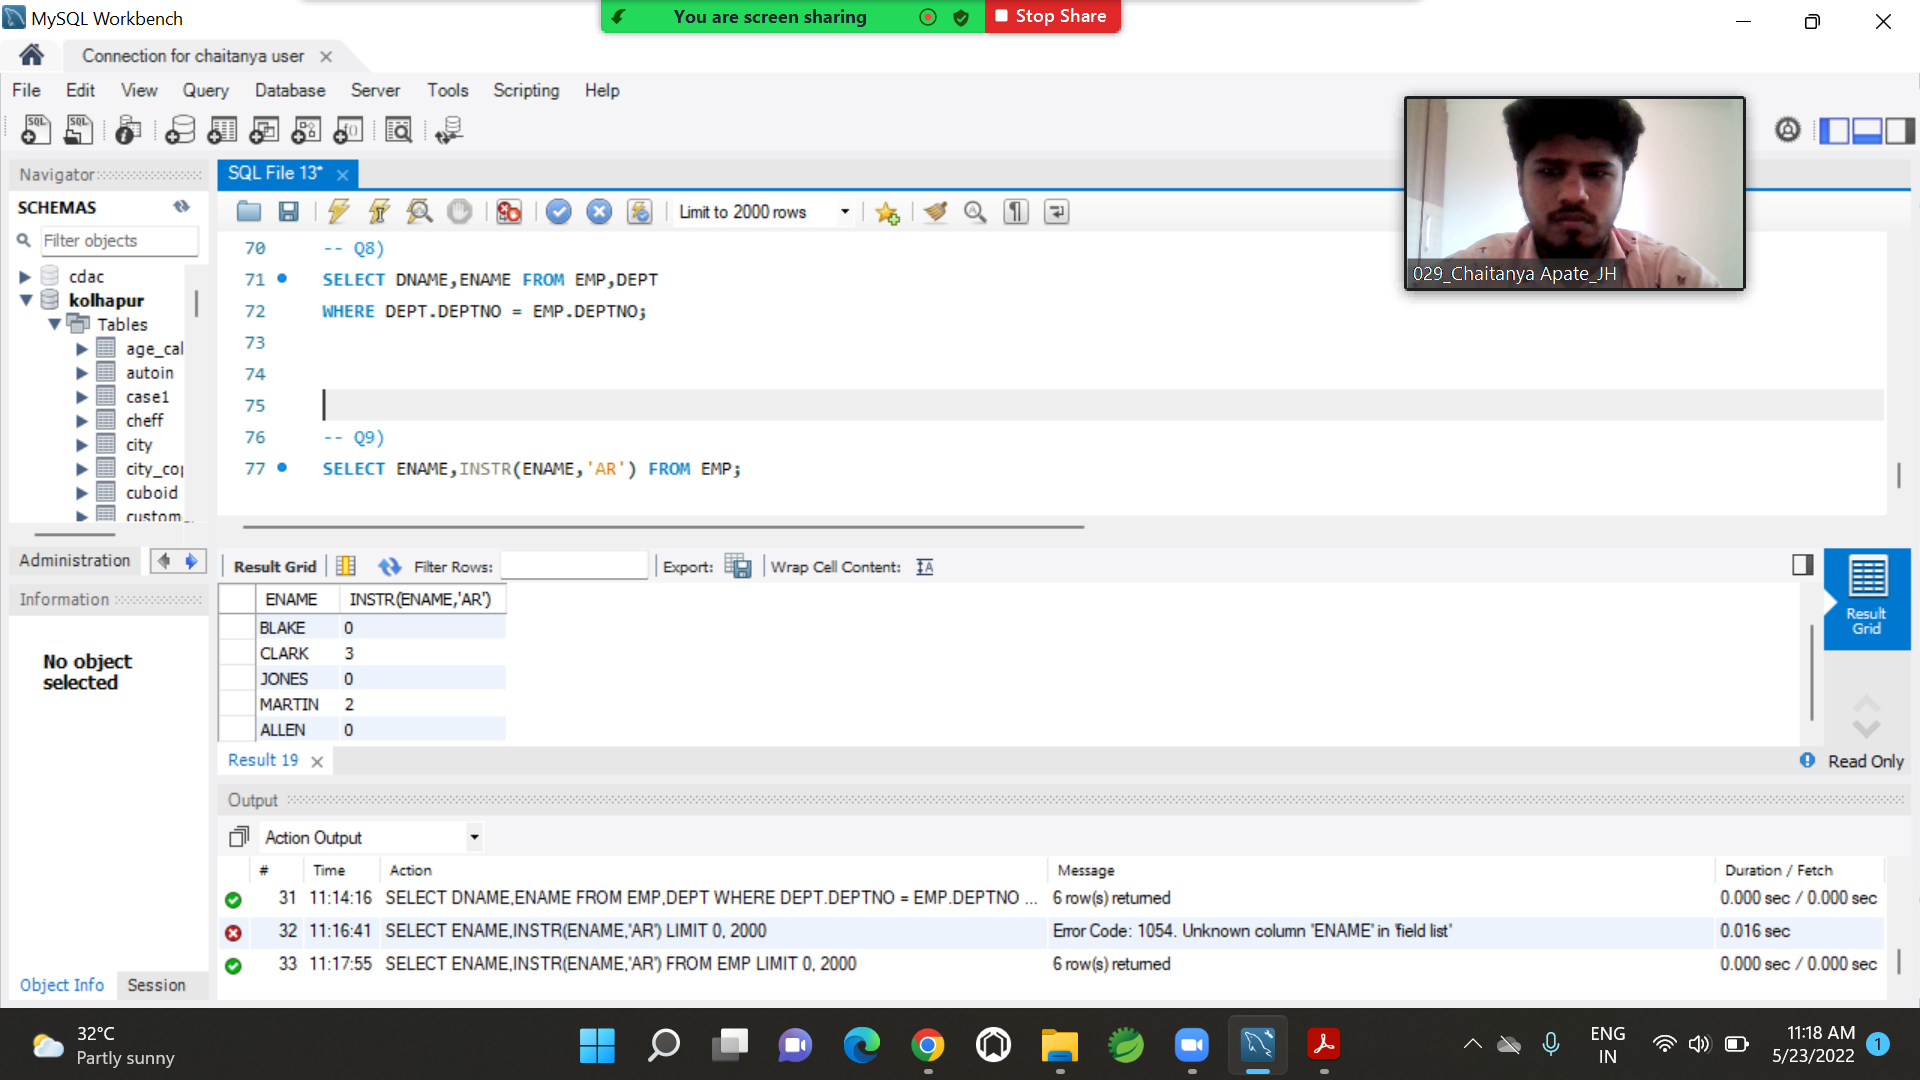 MySQL Workbench
You are screen sharing
Stop Share
Connection for chaitanya user
File Edit View Query Database Server Tools Scripting Help
Navigator
SQL File 13*
SCHEMAS
Filter objects
Limit to 2000 rows
cdac
kolhapur
Tables
age_cal
autoin
case1
cheff
city
city_co
cuboid
custom
70 -- Q8)
71 SELECT DNAME,ENAME FROM EMP,DEPT
72 WHERE DEPT.DEPTNO = EMP.DEPTNO;
73
74
75
76 -- Q9)
77 SELECT ENAME,INSTR(ENAME,'AR') FROM EMP;
029_Chaitanya Apate_JH
Administration
Information
No object
selected
Object Info Session
Result Grid Filter Rows: Export: Wrap Cell Content:
ENAME INSTR(ENAME,'AR')
BLAKE 0
CLARK 3
JONES 0
MARTIN 2
ALLEN 0
Result
Grid
Result 19
Read Only
Output
Action Output
# Time Action Message Duration / Fetch
31 11:14:16 SELECT DNAME,ENAME FROM EMP,DEPT WHERE DEPT.DEPTNO = EMP.DEPTNO ... 6 row(s) returned 0.000 sec / 0.000 sec
32 11:16:41 SELECT ENAME,INSTR(ENAME,'AR') LIMIT 0, 2000 Error Code: 1054. Unknown column 'ENAME' in 'field list' 0.016 sec
33 11:17:55 SELECT ENAME,INSTR(ENAME,'AR') FROM EMP LIMIT 0, 2000 6 row(s) returned 0.000 sec / 0.000 sec
32°C
Partly sunny
ENG
IN
11:18 AM
5/23/2022
1